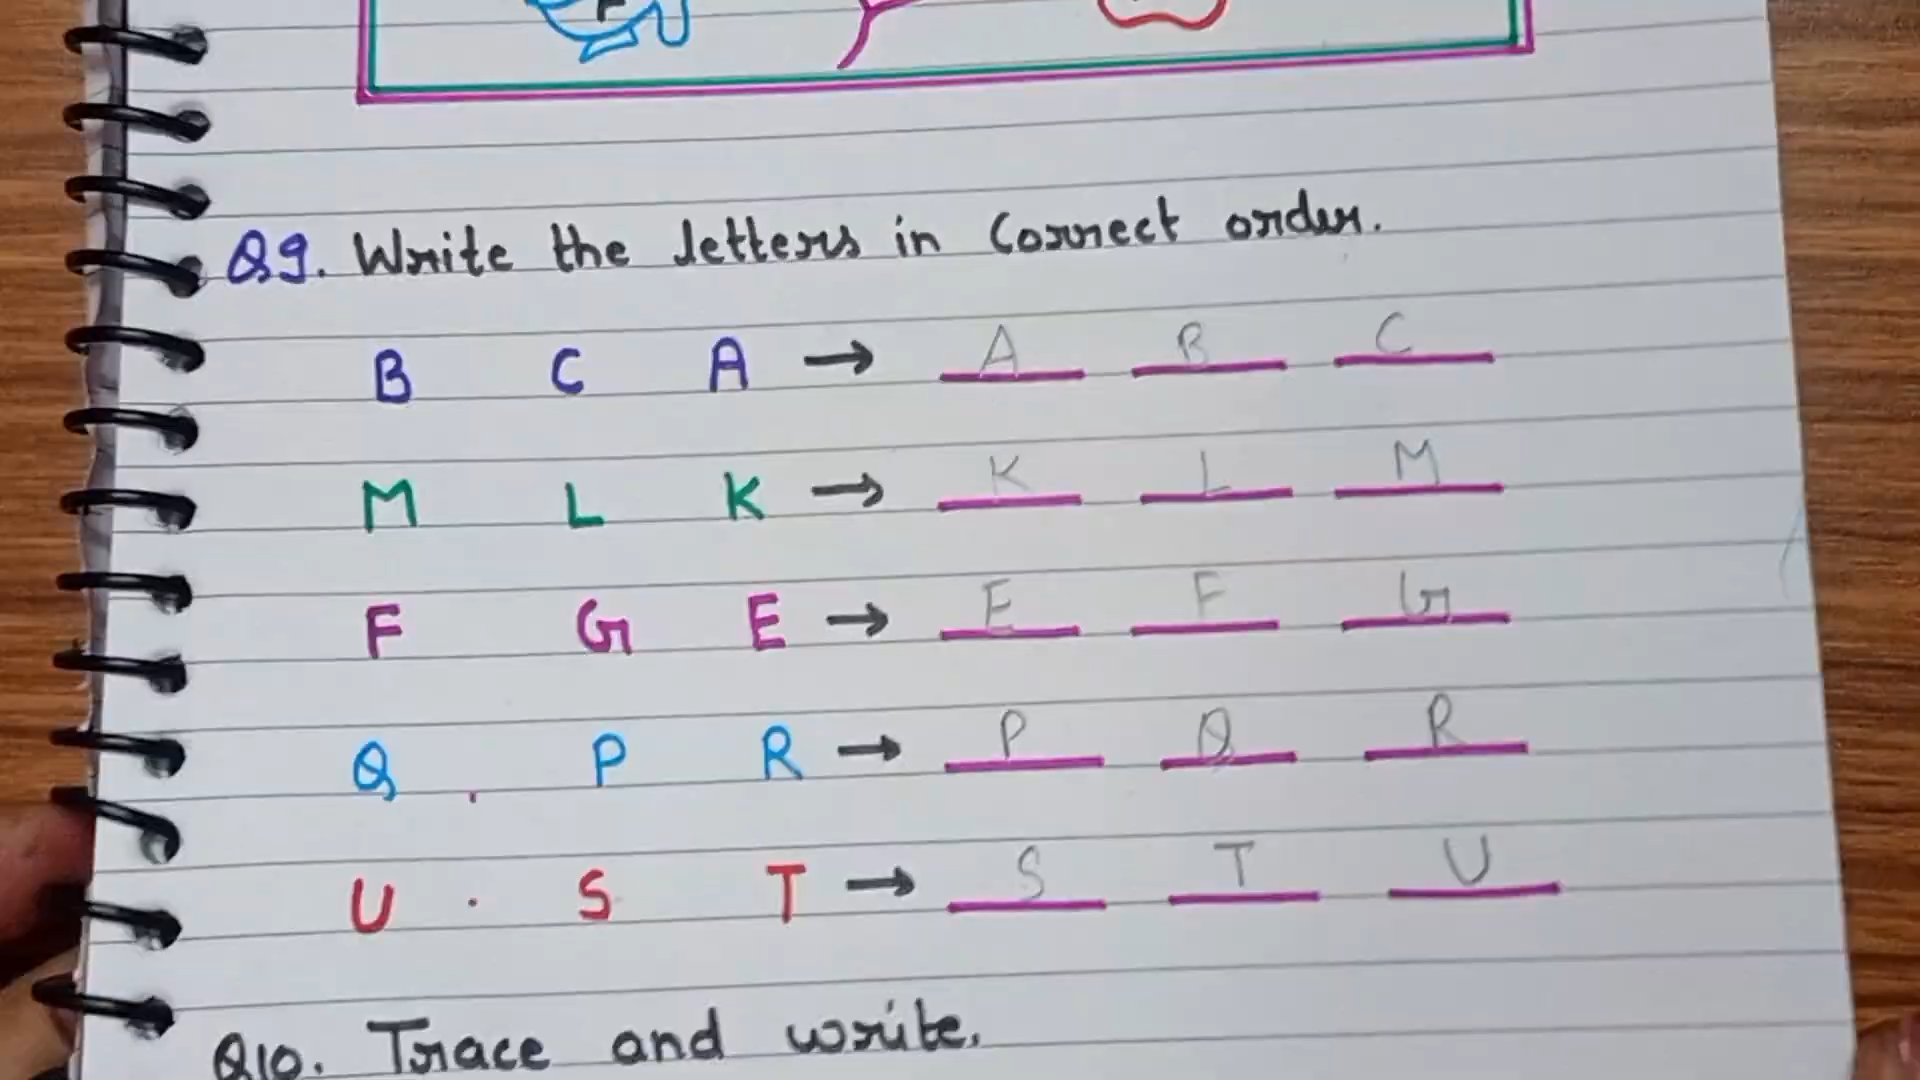 Q9. Write the letters in Correct order.
B C A → A B C
M L K → K L M
F G E → E F G
Q P R → P Q R
U S T → S T U
Q10. Trace and write.